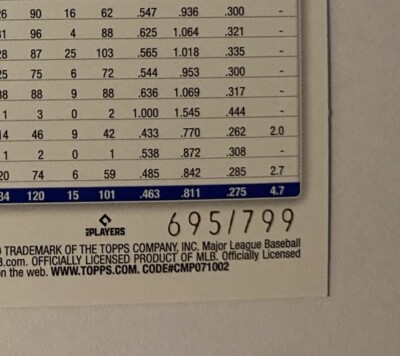 26 90 16 62 .547 .936 .300 -
31 96 4 88 .625 1.064 .321 -
28 87 25 103 .565 1.018 .335 -
25 75 6 72 .544 .953 .300 -
38 88 9 88 .636 1.069 .317 -
1 3 0 2 1.000 1.545 .444 -
14 46 9 42 .433 .770 .262 2.0
1 2 0 1 .538 .872 .308 -
20 74 6 59 .485 .842 .285 2.7
34 120 15 101 .463 .811 .275 4.7
695/799
PLAYERS
TRADEMARK OF THE TOPPS COMPANY, INC. Major League Baseball
.com. OFFICIALLY LICENSED PRODUCT OF MLB. Officially Licensed
on the web. WWW.TOPPS.COM. CODE#CMP071002